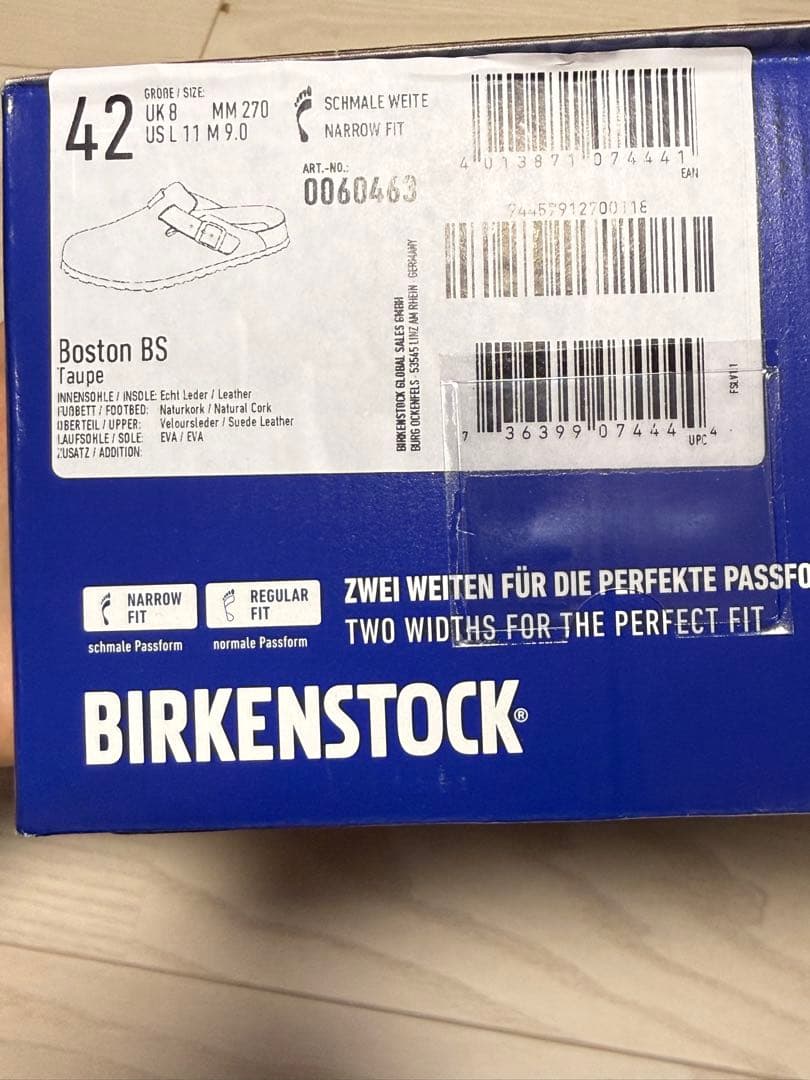 42
GRÖßE / SIZE:
UK 8 MM 270
US L 11 M 9.0
SCHMALE WEITE
NARROW FIT
ART.-NO.:
0060463
4 013871 074441
EAN
94457912700118
Boston BS
Taupe
INNENSOHLE / INSOLE: Echt Leder / Leather
FUßBETT / FOOTBED: Naturkork / Natural Cork
OBERTEIL / UPPER: Veloursleder / Suede Leather
LAUFSOHLE / SOLE: EVA / EVA
ZUSATZ / ADDITION:
BIRKENSTOCK GLOBAL SALES GMBH
BURG OCKENFELS - 53545 LINZ AM RHEIN - GERMANY
7 36399 07444 4
UPC
FSLV1.1
NARROW FIT
schmale Passform
REGULAR FIT
normale Passform
ZWEI WEITEN FÜR DIE PERFEKTE PASSFO
TWO WIDTHS FOR THE PERFECT FIT
BIRKENSTOCK®